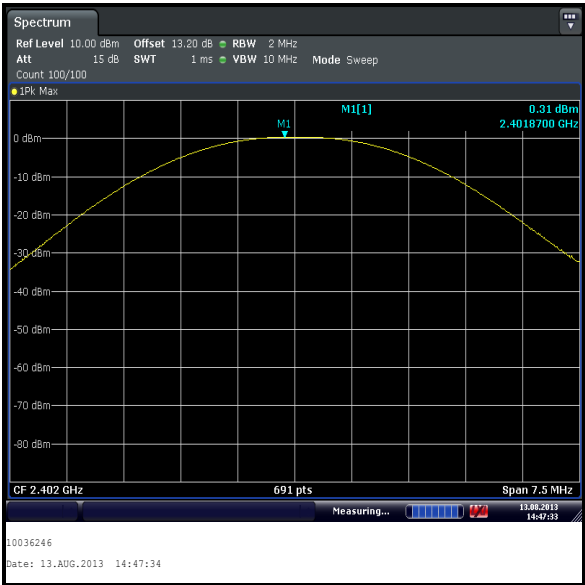 Spectrum
Ref Level 10.00 dBm Offset 13.20 dB RBW 2 MHz
Att 15 dB SWT 1 ms VBW 10 MHz Mode Sweep
Count 100/100
1Pk Max
M1[1] 0.31 dBm
2.4018700 GHz
M1
0 dBm
-10 dBm
-20 dBm
-30 dBm
-40 dBm
-50 dBm
-60 dBm
-70 dBm
-80 dBm
CF 2.402 GHz 691 pts Span 7.5 MHz
Measuring... 13.08.2013
14:47:33
10036246
Date: 13.AUG.2013 14:47:34